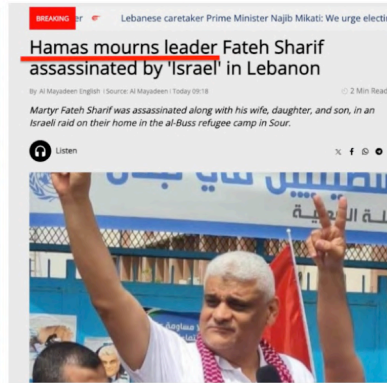 BREAKING er Lebanese caretaker Prime Minister Najib Mikati: We urge electi
Hamas mourns leader Fateh Sharif
assassinated by 'Israel' in Lebanon
By Al Mayadeen English | Source: Al Mayadeen | Today 09:18 2 Min Read
Martyr Fateh Sharif was assassinated along with his wife, daughter, and son, in an
Israeli raid on their home in the al-Buss refugee camp in Sour.
Listen